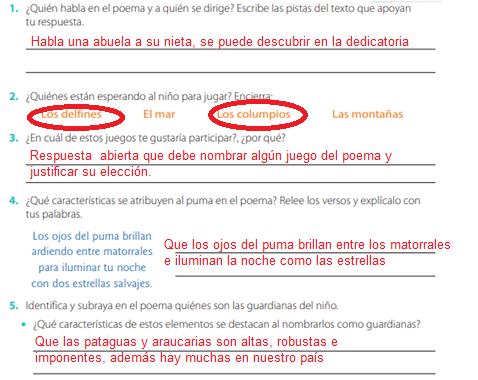 1. ¿Quién habla en el poema y a quién se dirige? Escribe las pistas del texto que apoyan
tu respuesta.
Habla una abuela a su nieta, se puede descubrir en la dedicatoria
2. ¿Quiénes están esperando al niño para jugar? Encierra:
Los delfines El mar Los columpios Las montañas
3. ¿En cuál de estos juegos te gustaría participar?, ¿por qué?
Respuesta abierta que debe nombrar algún juego del poema y
justificar su elección.
4. ¿Qué características se atribuyen al puma en el poema? Relee los versos y explícalo con
tus palabras.
Los ojos del puma brillan
ardiendo entre matorrales
para iluminar tu noche
con dos estrellas salvajes.
Que los ojos del puma brillan entre los matorrales
e iluminan la noche como las estrellas
5. Identifica y subraya en el poema quiénes son las guardianas del niño.
• ¿Qué características de estos elementos se destacan al nombrarlos como guardianas?
Que las pataguas y araucarias son altas, robustas e
imponentes, además hay muchas en nuestro país